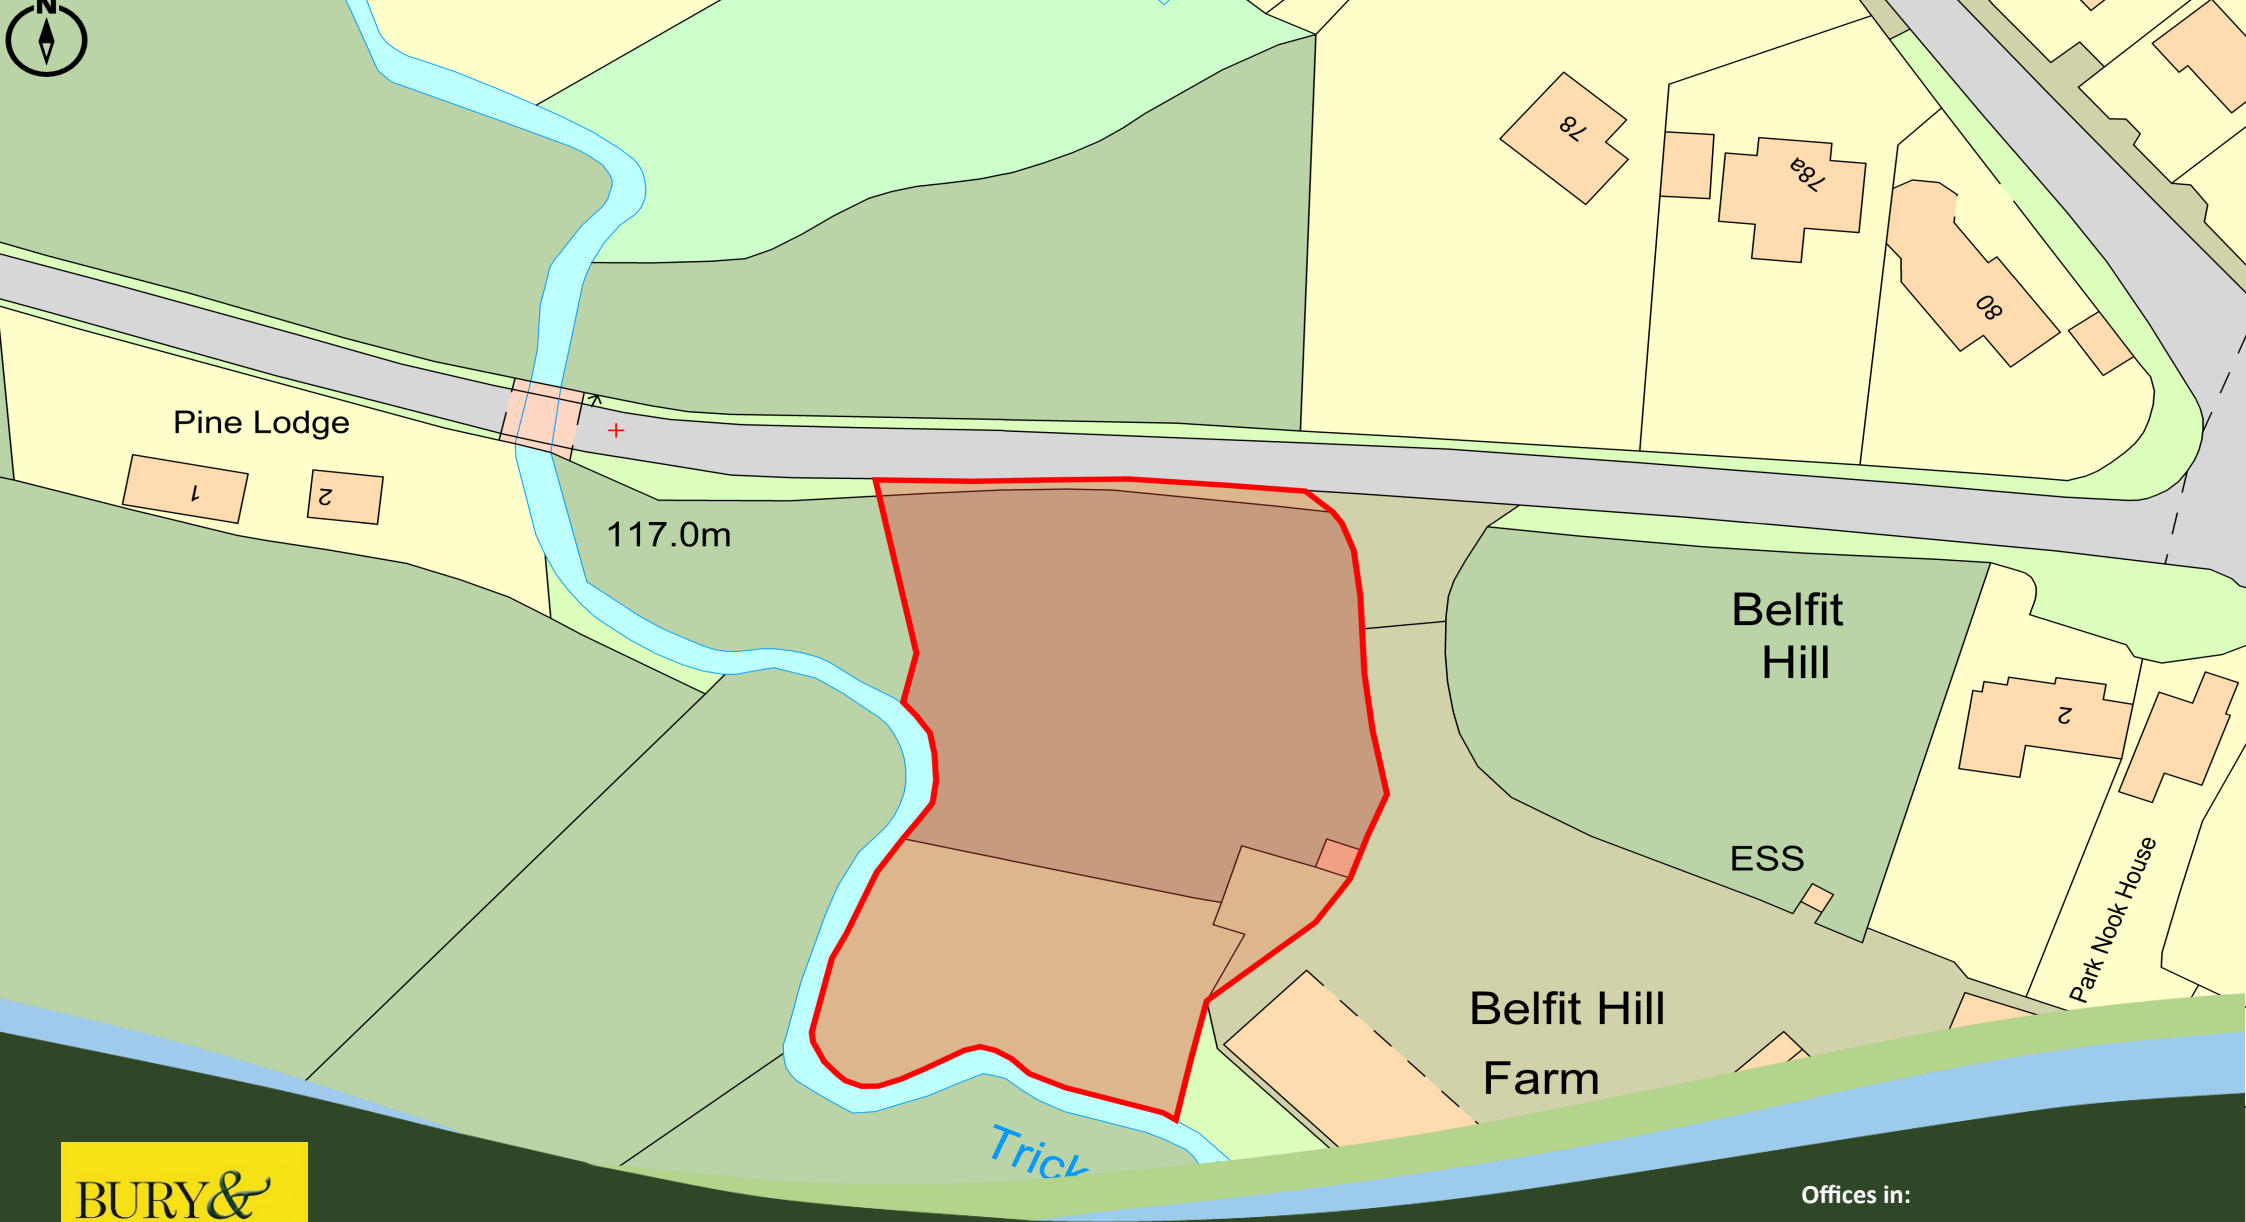 N
78
78a
80
Pine Lodge
1
2
117.0m
Belfit
Hill
2
ESS
Park Nook House
Belfit Hill
Farm
Trick
BURY&
Offices in: